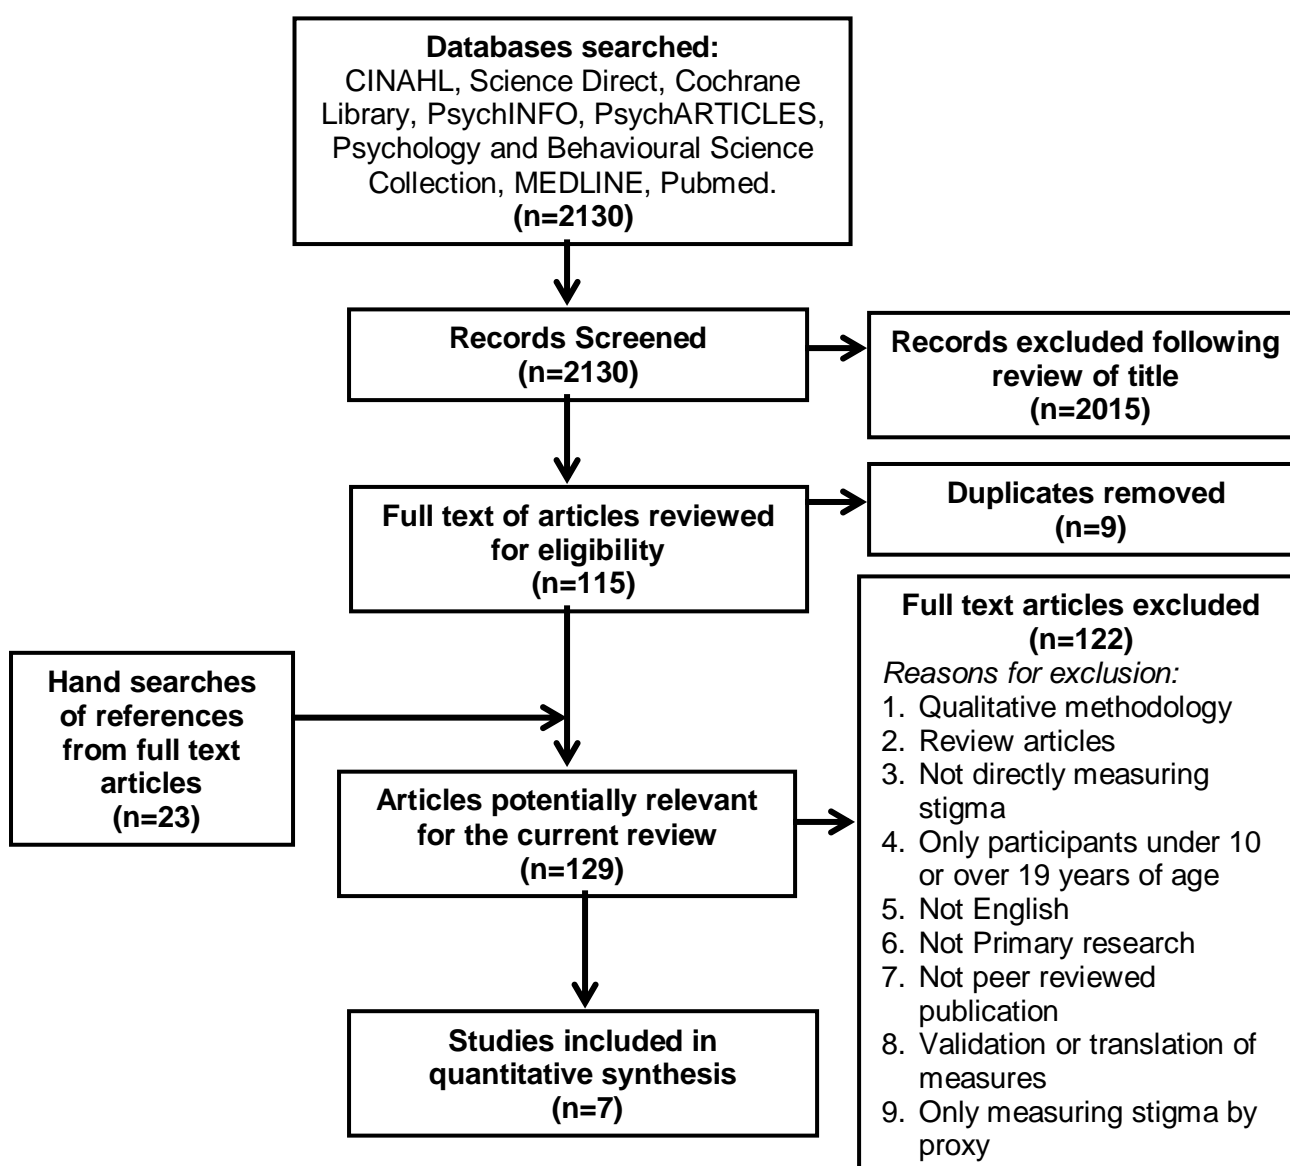 Databases searched:
CINAHL, Science Direct, Cochrane
Library, PsychINFO, PsychARTICLES,
Psychology and Behavioural Science
Collection, MEDLINE, Pubmed.
(n=2130)
Records Screened
(n=2130)
Records excluded following
review of title
(n=2015)
Full text of articles reviewed
for eligibility
(n=115)
Duplicates removed
(n=9)
Hand searches
of references
from full text
articles
(n=23)
Articles potentially relevant
for the current review
(n=129)
Full text articles excluded
(n=122)
Reasons for exclusion:
1. Qualitative methodology
2. Review articles
3. Not directly measuring
stigma
4. Only participants under 10
or over 19 years of age
5. Not English
6. Not Primary research
7. Not peer reviewed
publication
8. Validation or translation of
measures
9. Only measuring stigma by
proxy
Studies included in
quantitative synthesis
(n=7)